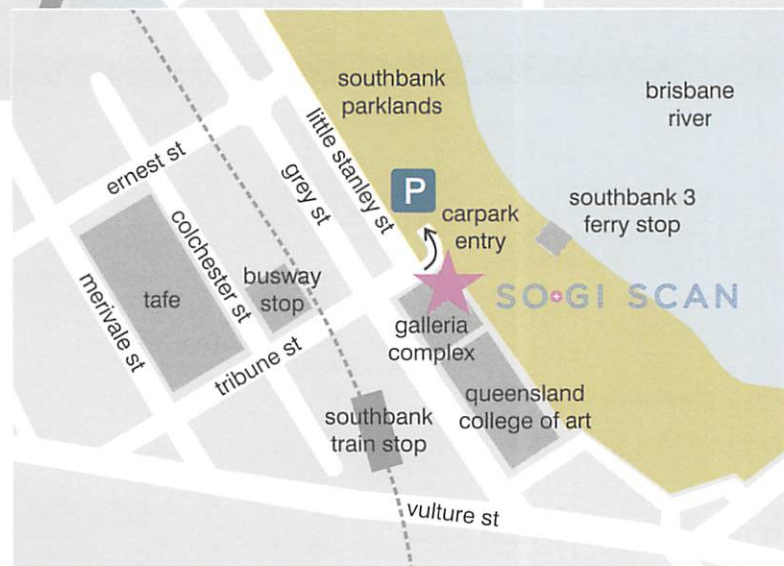 southbank
parklands
brisbane
river
ernest st
little stanley st
grey st
P
carpark
entry
southbank 3
ferry stop
colchester st
busway
stop
merivale st
tafe
SO GI SCAN
galleria
complex
tribune st
queensland
college of art
southbank
train stop
vulture st